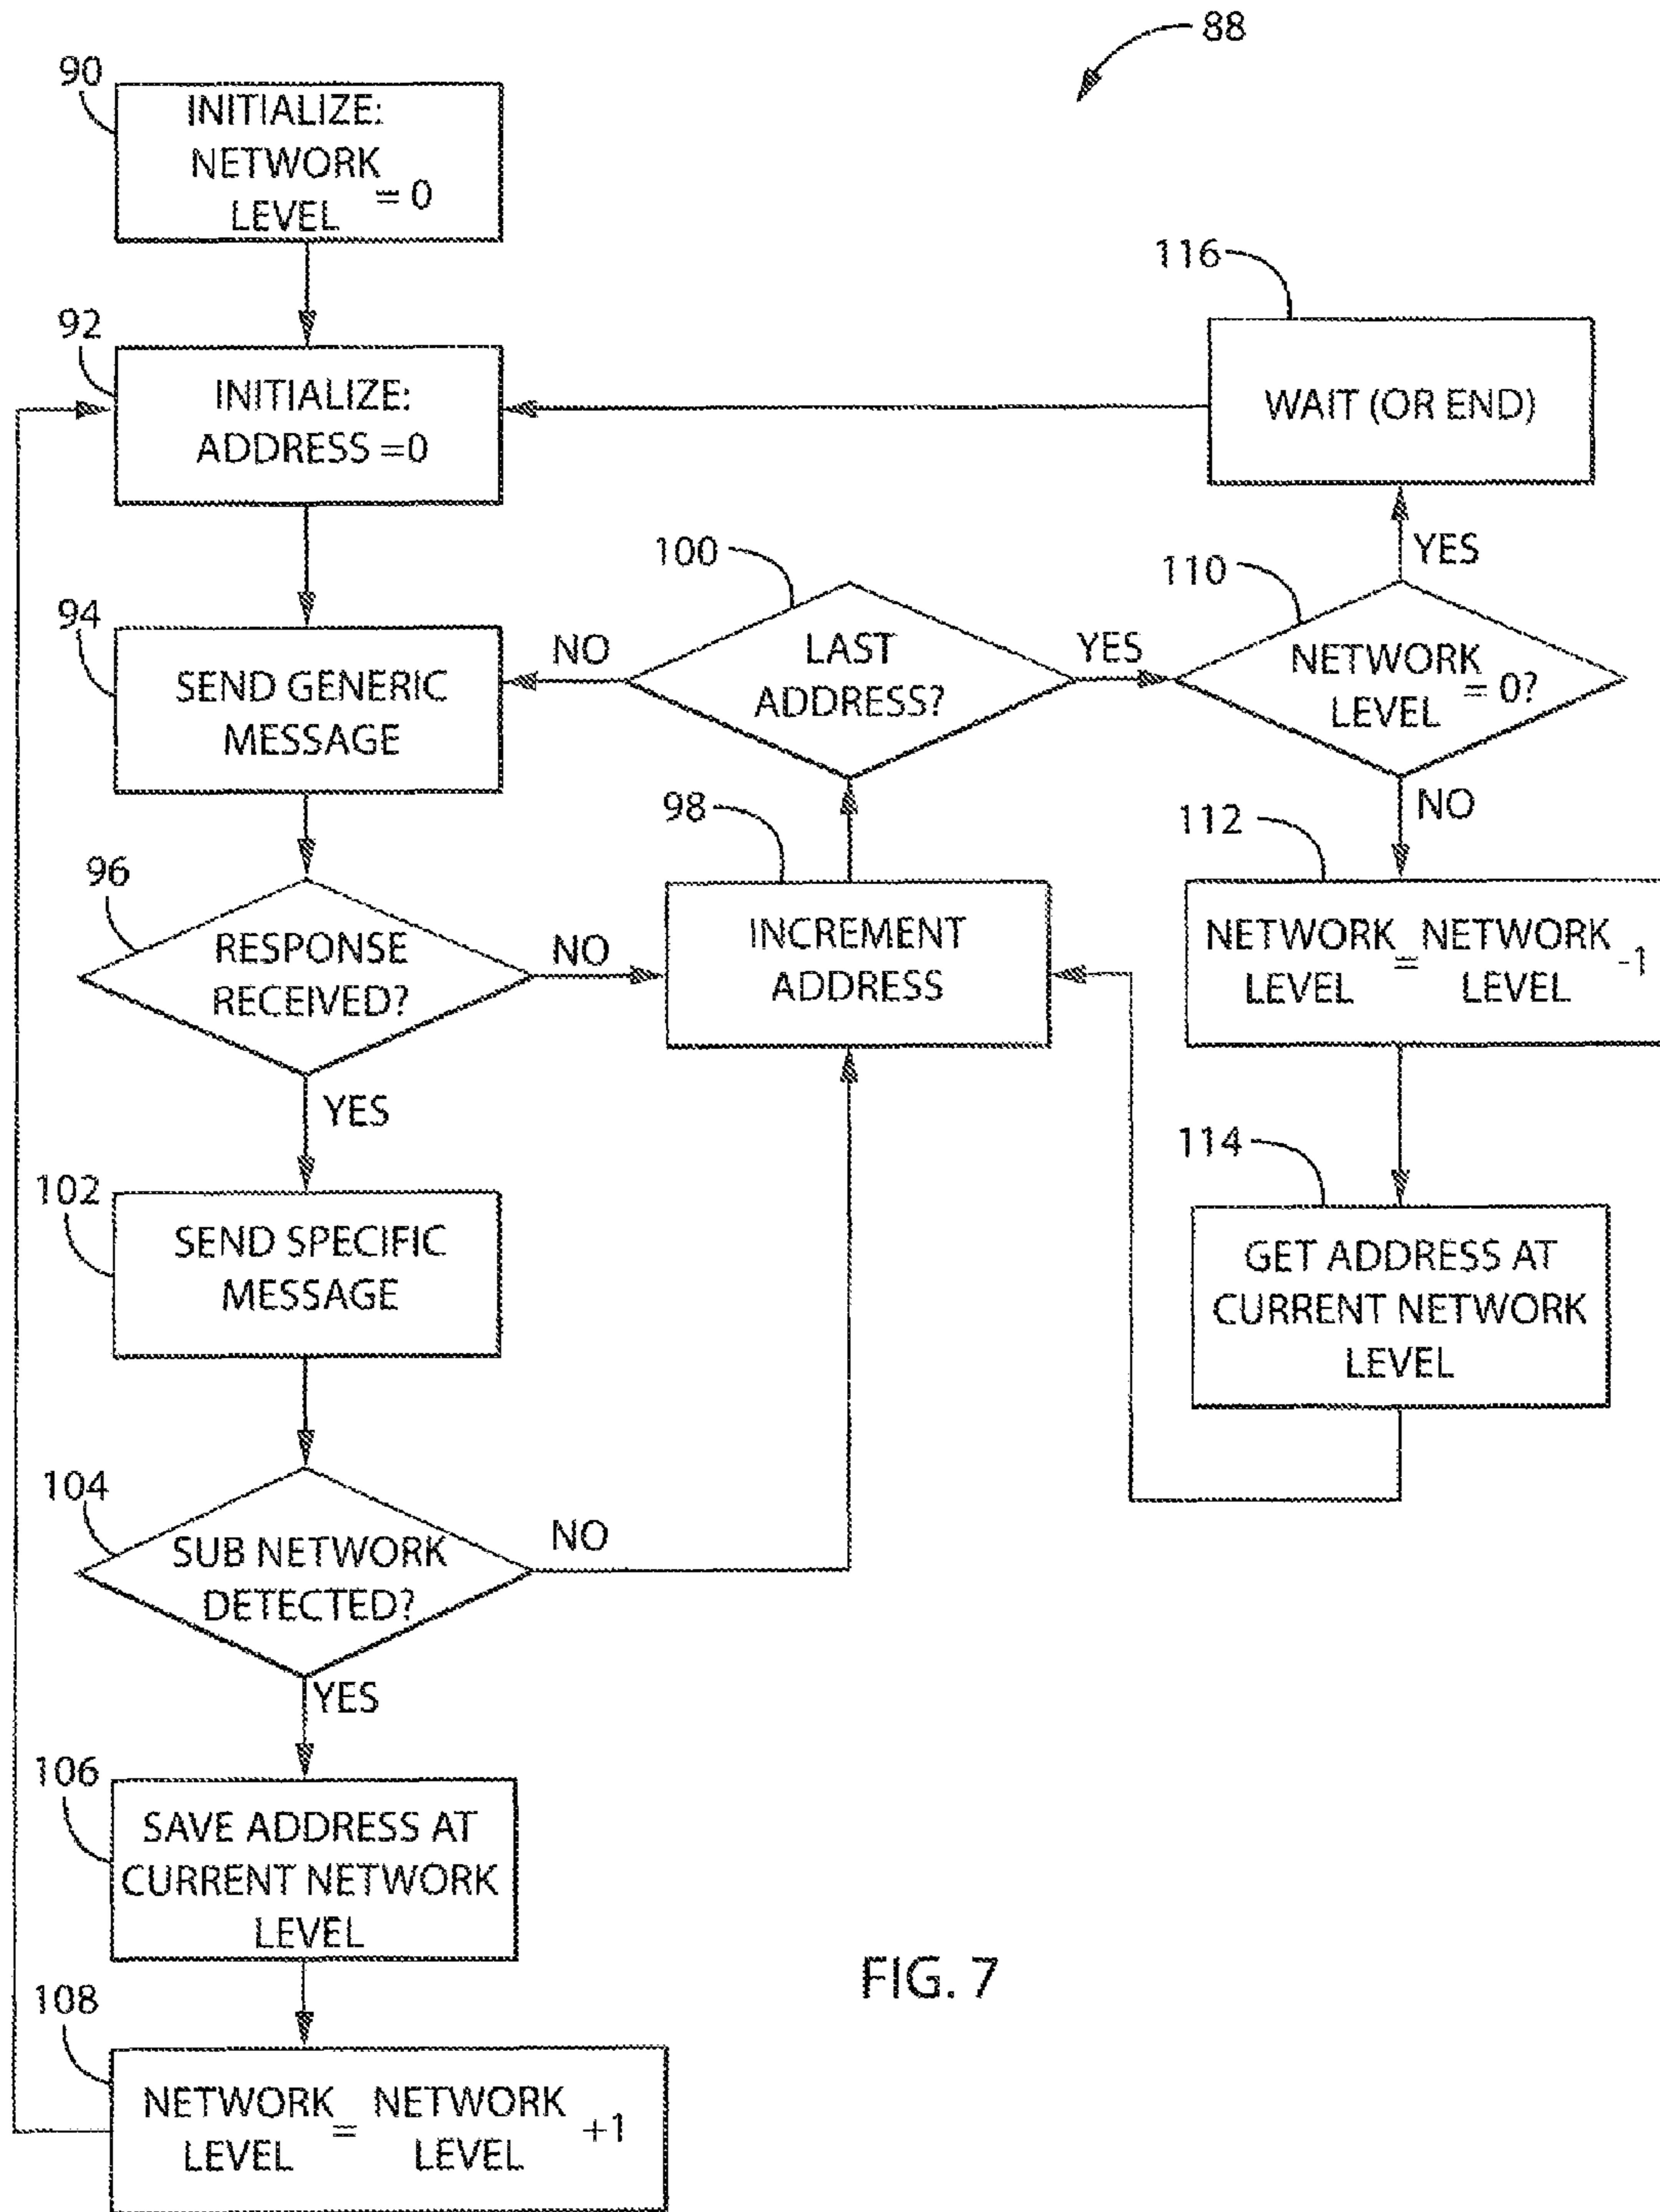 88
90
INITIALIZE:
NETWORK
LEVEL = 0
92
INITIALIZE:
ADDRESS =0
116
WAIT (OR END)
94
SEND GENERIC
MESSAGE
NO
100
LAST
ADDRESS?
YES
110
NETWORK
LEVEL = 0?
YES
NO
96
RESPONSE
RECEIVED?
NO
YES
98
INCREMENT
ADDRESS
112
NETWORK = NETWORK -1
LEVEL LEVEL
102
SEND SPECIFIC
MESSAGE
114
GET ADDRESS AT
CURRENT NETWORK
LEVEL
104
SUB NETWORK
DETECTED?
NO
YES
106
SAVE ADDRESS AT
CURRENT NETWORK
LEVEL
108
NETWORK = NETWORK +1
LEVEL LEVEL
FIG. 7